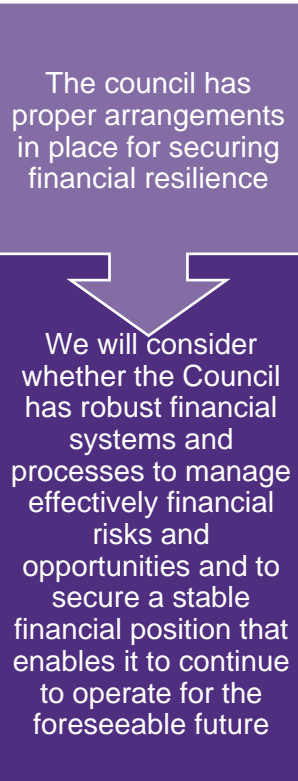 The council has
proper arrangements
in place for securing
financial resilience
We will consider
whether the Council
has robust financial
systems and
processes to manage
effectively financial
risks and
opportunities and to
secure a stable
financial position that
enables it to continue
to operate for the
foreseeable future